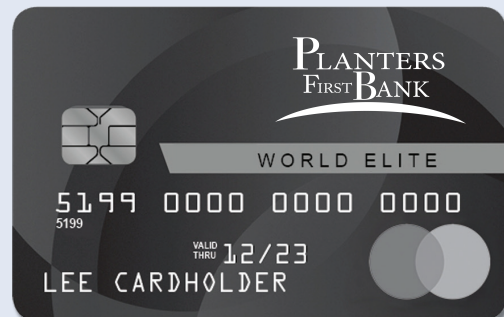 PLANTERS
FIRST BANK
WORLD ELITE
5199 0000 0000 0000
5199
VALID THRU 12/23
LEE CARDHOLDER